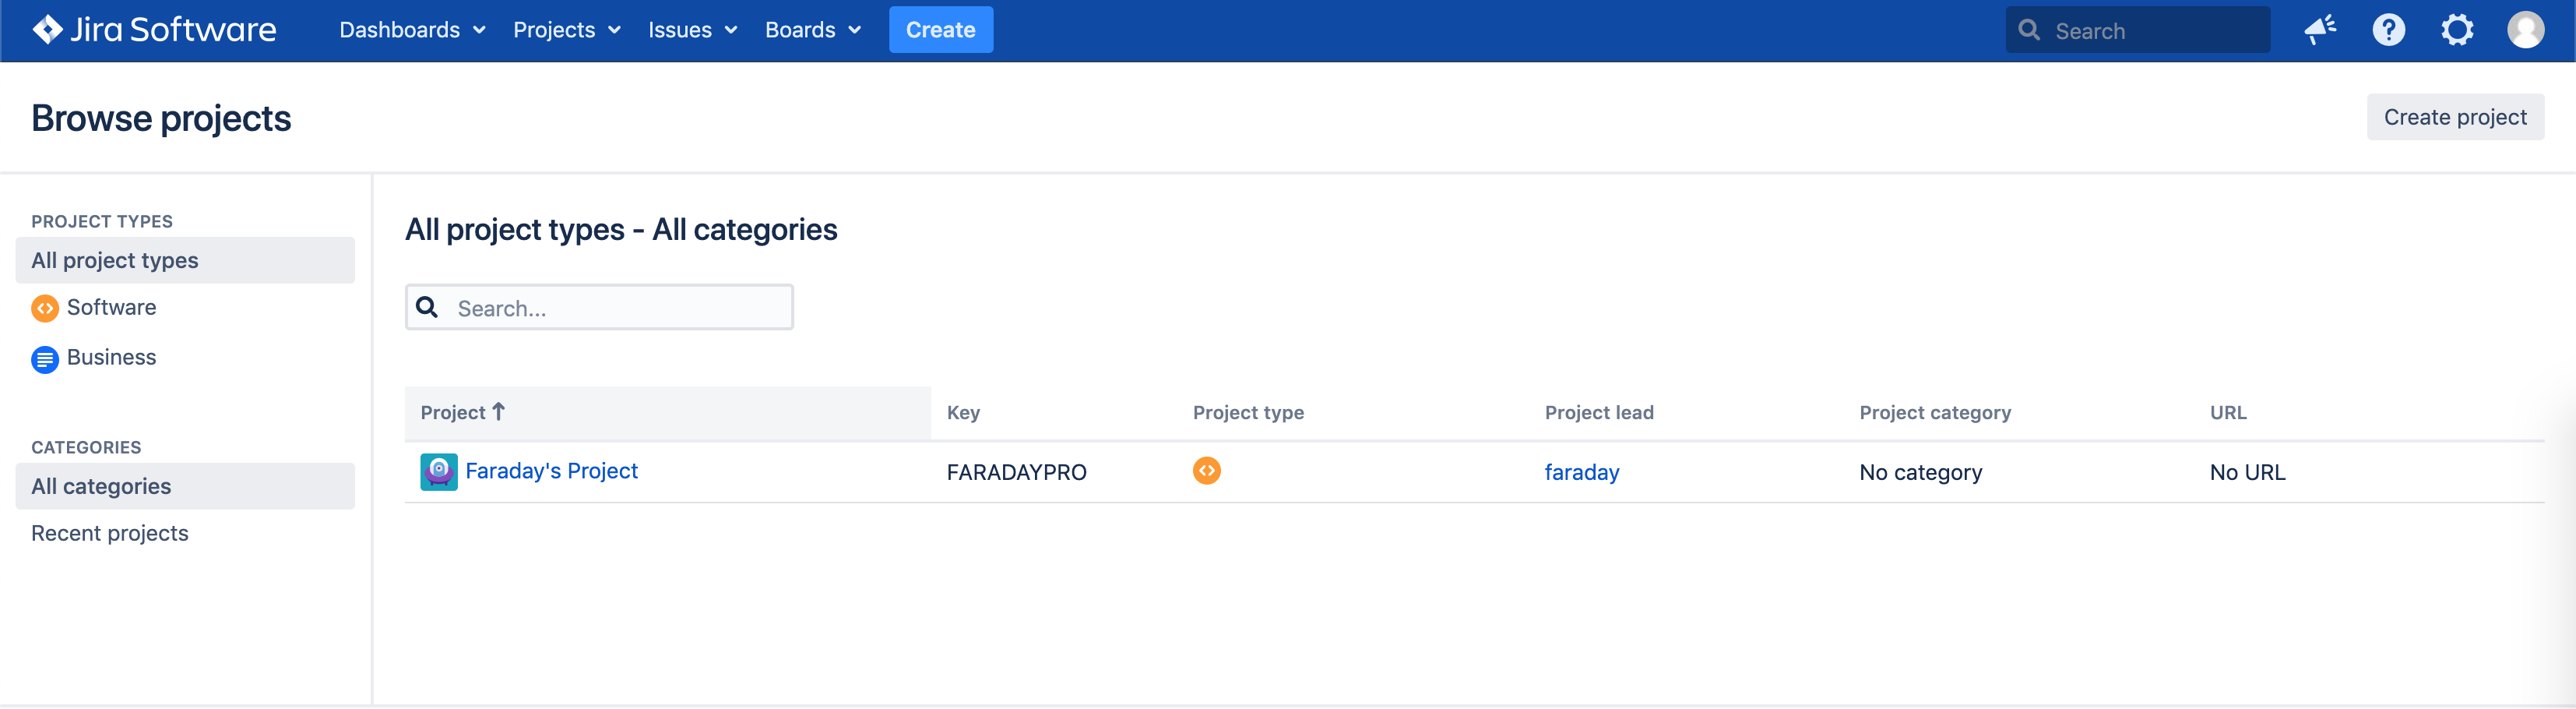 Jira Software Dashboards Projects Issues Boards Create Search
Browse projects
Create project
PROJECT TYPES
All project types
Software
Business
CATEGORIES
All categories
Recent projects
All project types - All categories
Search...
Project Key Project type Project lead Project category URL
Faraday's Project FARADAYPRO faraday No category No URL